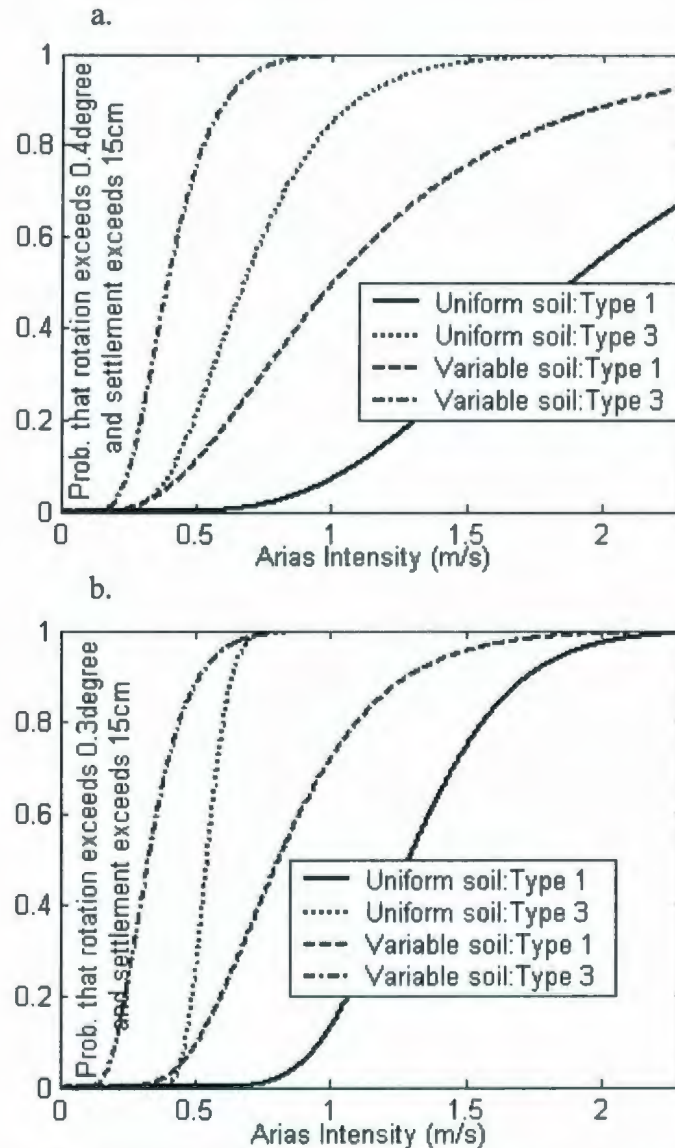 a.
Prob. that rotation exceeds 0.4degree
and settlement exceeds 15cm
1
0.8
0.6
0.4
0.2
0
0 0.5 1 1.5 2
Arias Intensity (m/s)
Uniform soil:Type 1
Uniform soil:Type 3
Variable soil:Type 1
Variable soil:Type 3
b.
Prob. that rotation exceeds 0.3degree
and settlement exceeds 15cm
1
0.8
0.6
0.4
0.2
0
0 0.5 1 1.5 2
Arias Intensity (m/s)
Uniform soil:Type 1
Uniform soil:Type 3
Variable soil:Type 1
Variable soil:Type 3